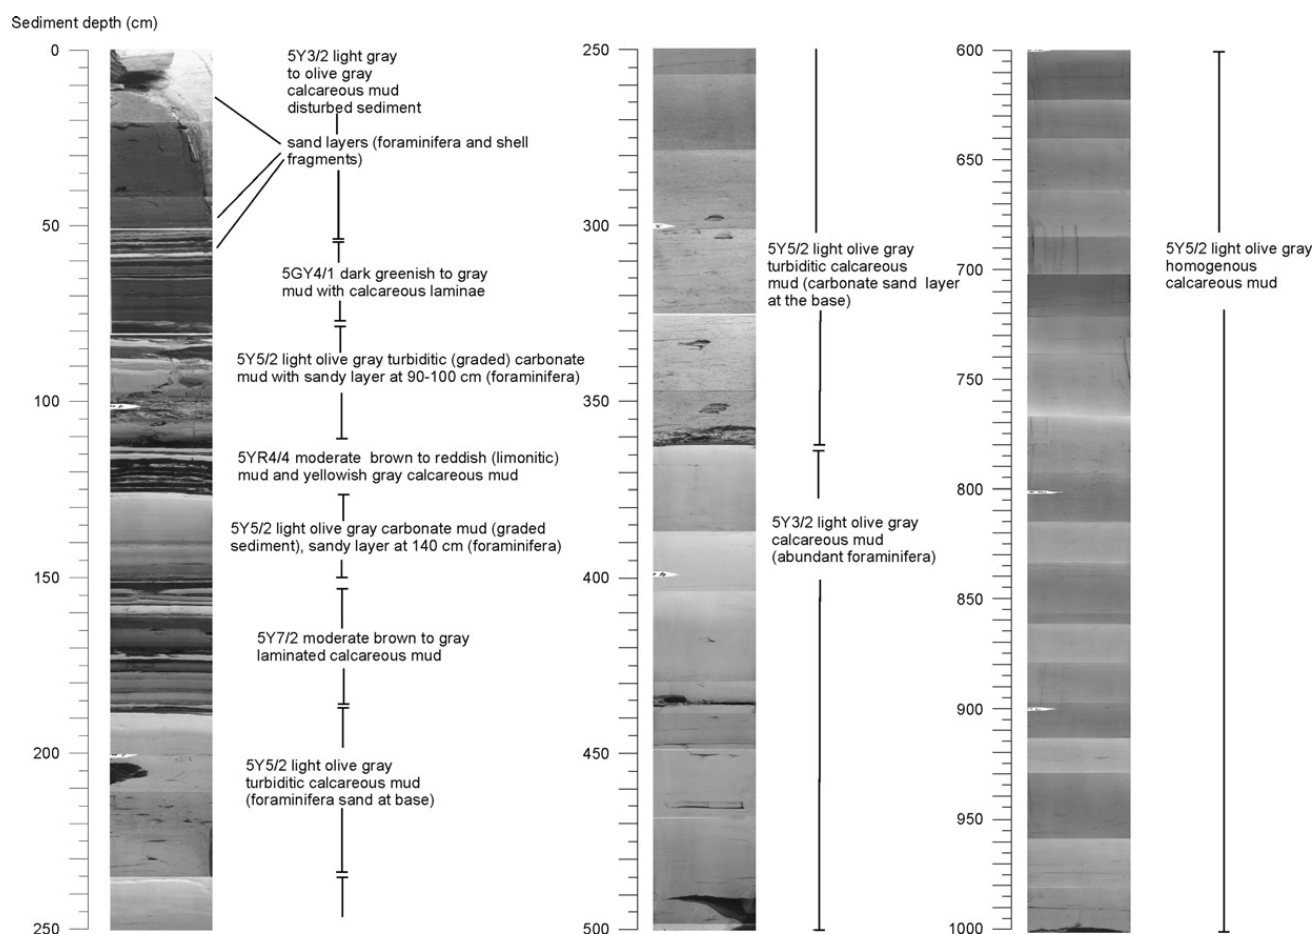 Sediment depth (cm)
0
50
100
150
200
250
5Y3/2 light gray
to olive gray
calcareous mud
disturbed sediment
sand layers (foraminifera and shell
fragments)
5GY4/1 dark greenish to gray
mud with calcareous laminae
5Y5/2 light olive gray turbiditic (graded) carbonate
mud with sandy layer at 90-100 cm (foraminifera)
5YR4/4 moderate brown to reddish (limonitic)
mud and yellowish gray calcareous mud
5Y5/2 light olive gray carbonate mud (graded
sediment), sandy layer at 140 cm (foraminifera)
5Y7/2 moderate brown to gray
laminated calcareous mud
5Y5/2 light olive gray
turbiditic calcareous mud
(foraminifera sand at base)
250
300
350
400
450
500
5Y5/2 light olive gray
turbiditic calcareous
mud (carbonate sand layer
at the base)
5Y3/2 light olive gray
calcareous mud
(abundant foraminifera)
600
650
700
750
800
850
900
950
1000
5Y5/2 light olive gray
homogenous
calcareous mud